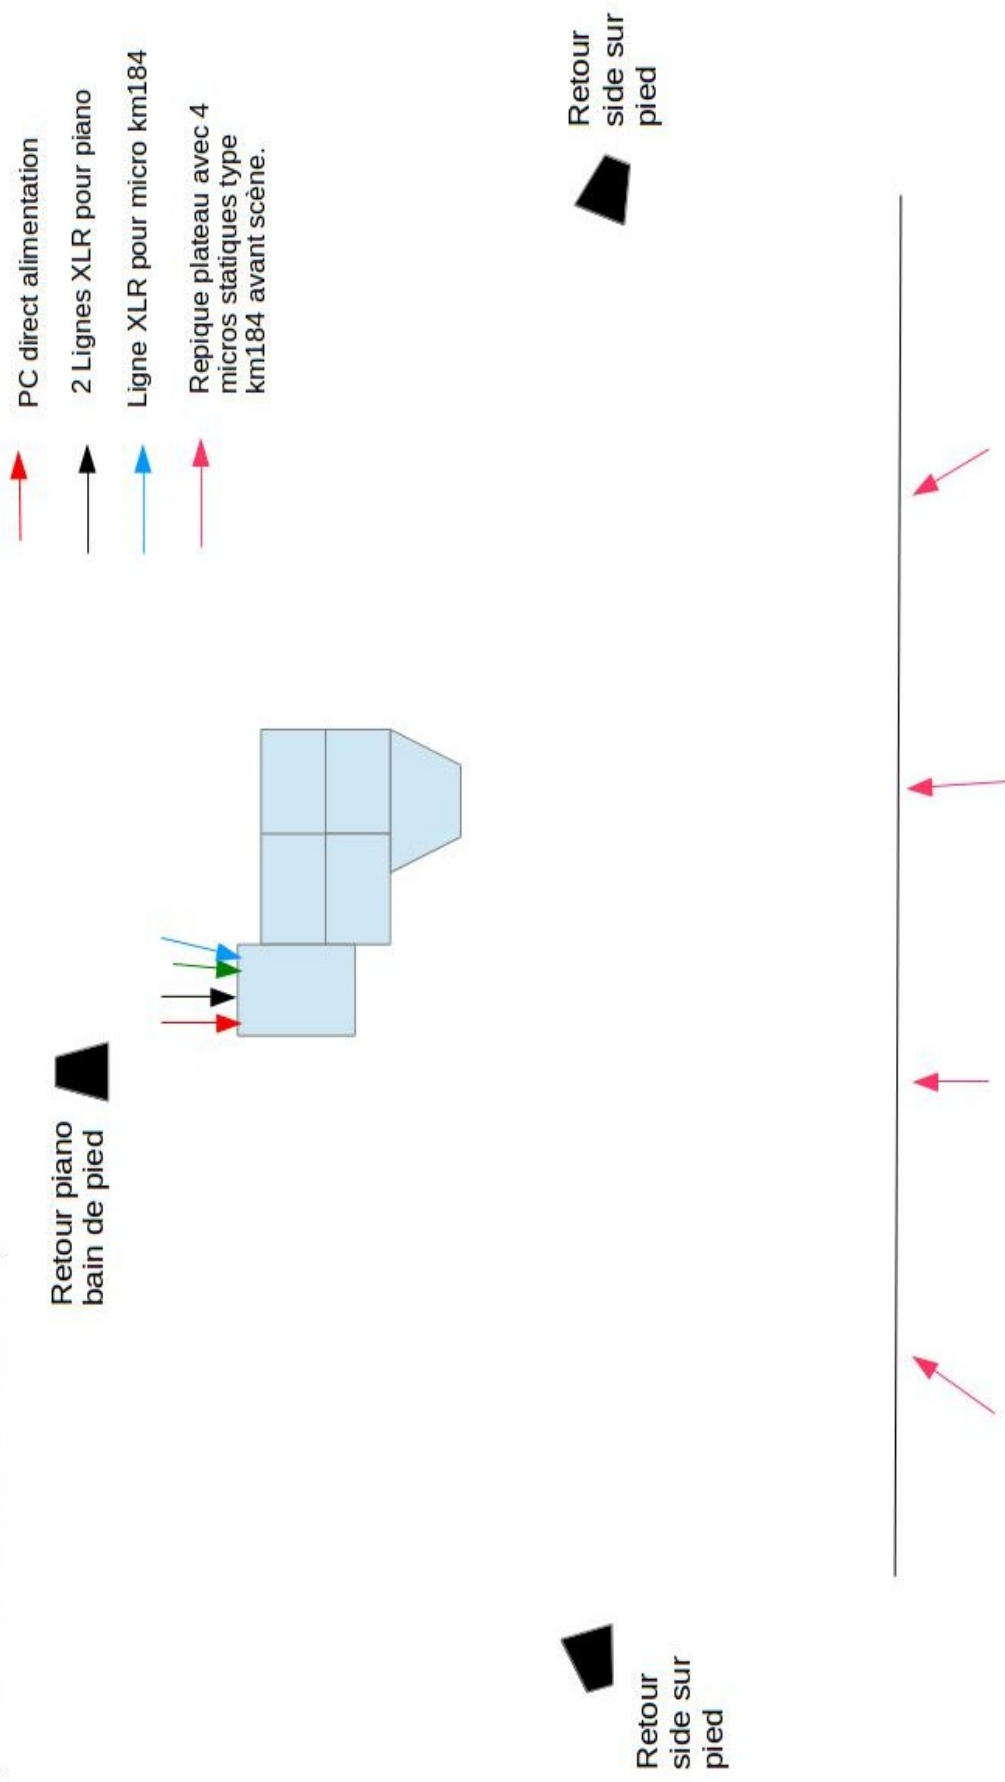 PC direct alimentation
2 Lignes XLR pour piano
Ligne XLR pour micro km184
Repique plateau avec 4
micros statiques type
km184 avant scène.
Retour piano
bain de pied
Retour
side sur
pied
Retour
side sur
pied